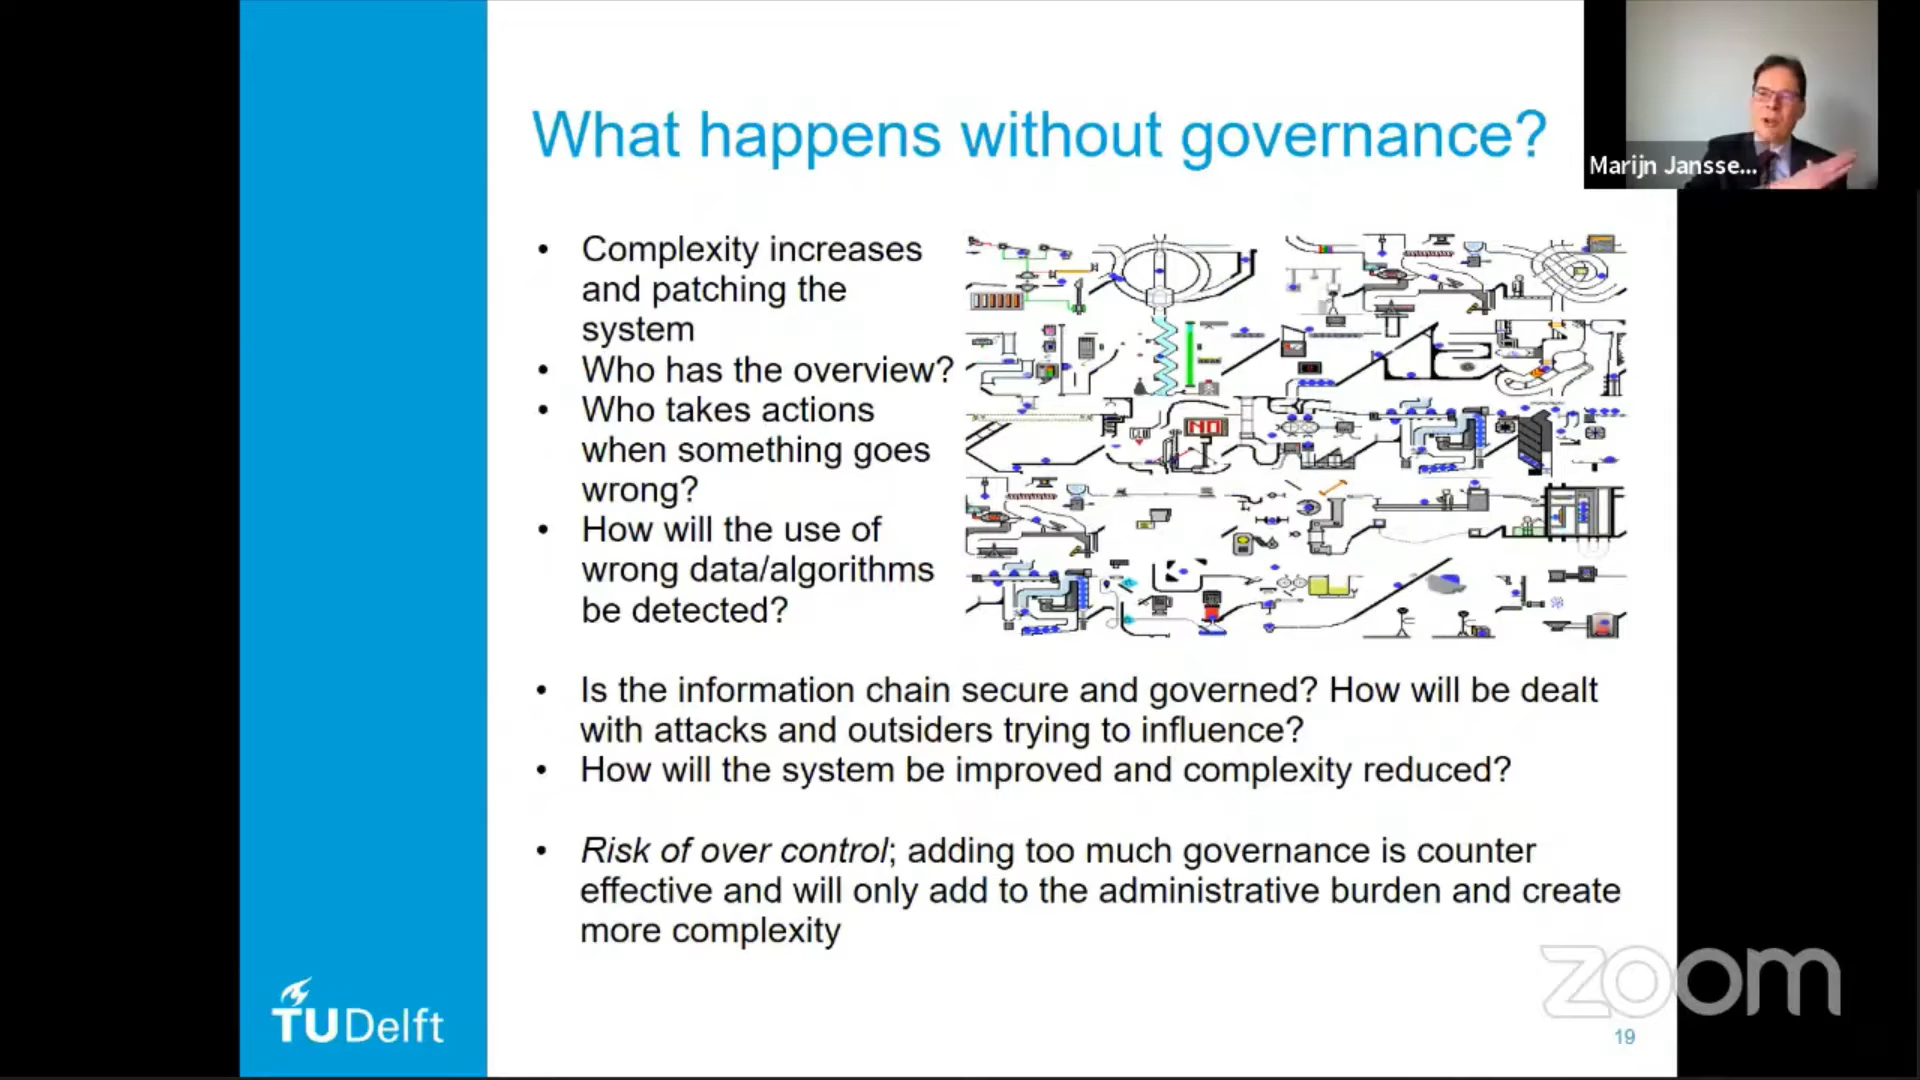 What happens without governance?
Marijn Jansse...
• Complexity increases
and patching the
system
• Who has the overview?
• Who takes actions
when something goes
wrong?
• How will the use of
wrong data/algorithms
be detected?
NO
• Is the information chain secure and governed? How will be dealt
with attacks and outsiders trying to influence?
• How will the system be improved and complexity reduced?
• Risk of over control; adding too much governance is counter
effective and will only add to the administrative burden and create
more complexity
TUDelft
zoom
19